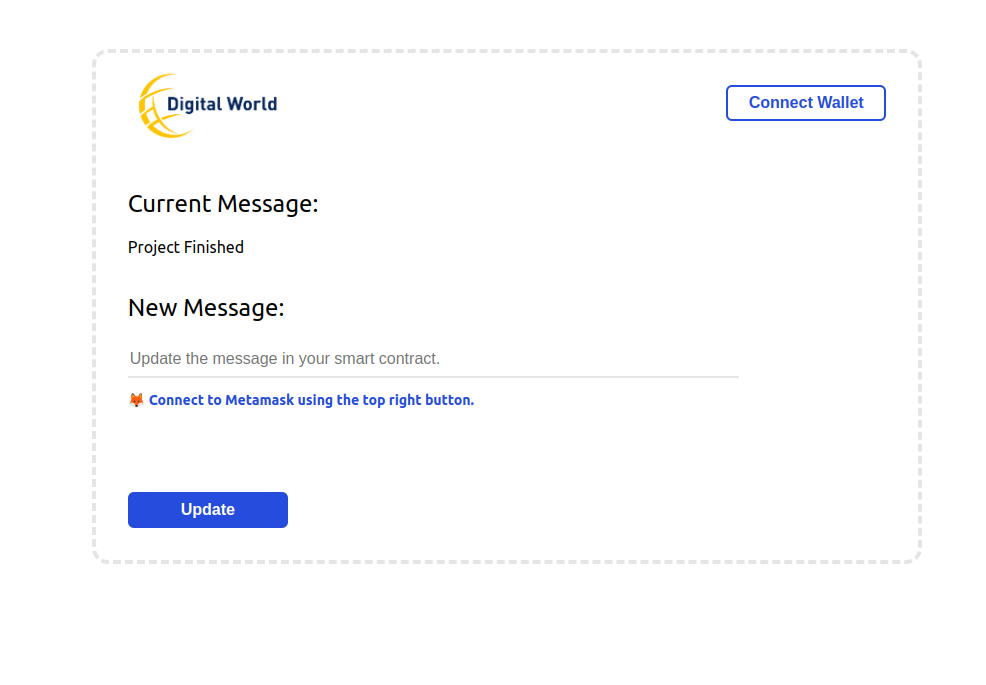 Digital World
Connect Wallet
Current Message:
Project Finished
New Message:
Update the message in your smart contract.
🦊 Connect to Metamask using the top right button.
Update